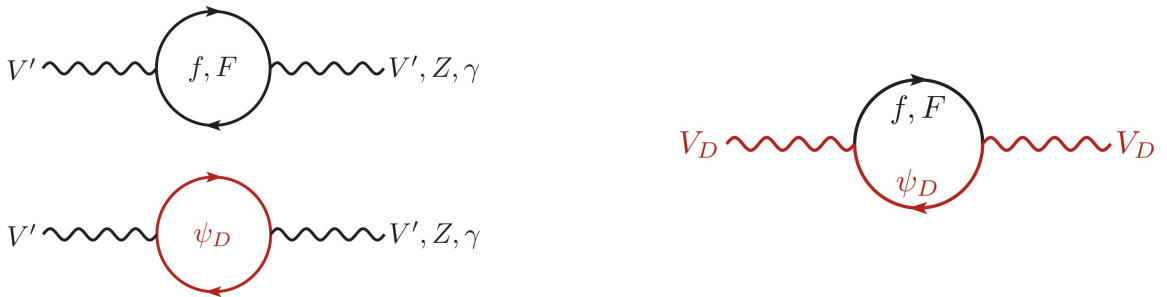 V′ f, F V′, Z, γ
V′ ψ_D V′, Z, γ
V_D f, F ψ_D V_D